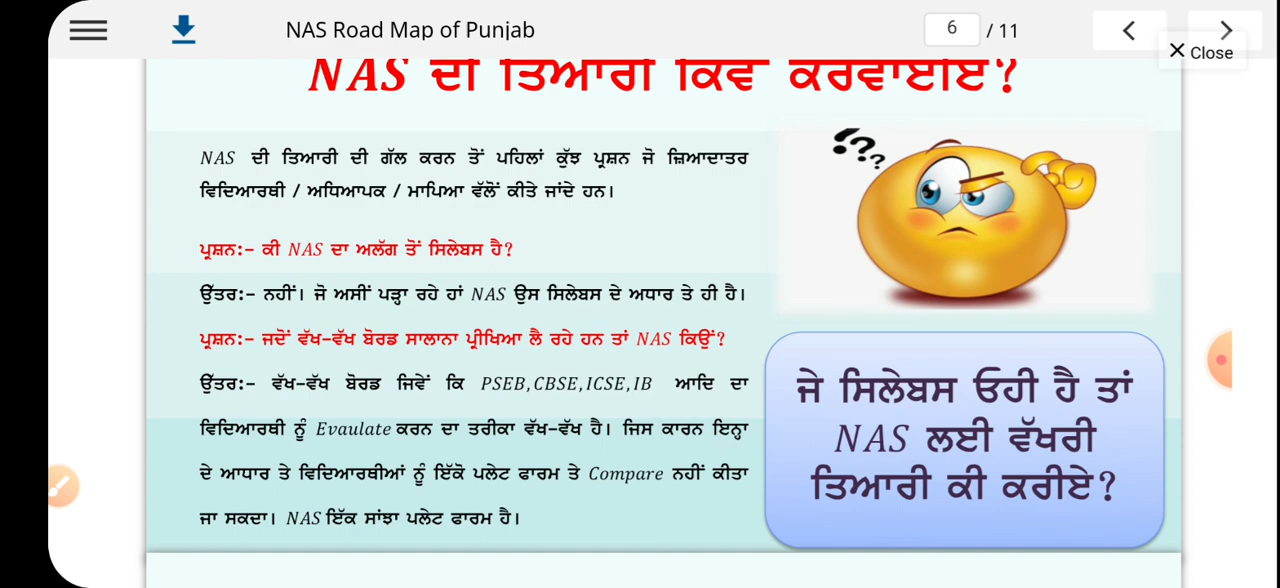 NAS Road Map of Punjab
6 / 11
Close
NAS ਦੀ ਤਿਆਰੀ ਕਿਵੇਂ ਕਰਵਾਈਏ?
???
NAS ਦੀ ਤਿਆਰੀ ਦੀ ਗੱਲ ਕਰਨ ਤੋਂ ਪਹਿਲਾਂ ਕੁੱਝ ਪ੍ਰਸ਼ਨ ਜੋ ਜ਼ਿਆਦਾਤਰ
ਵਿਦਿਆਰਥੀ / ਅਧਿਆਪਕ / ਮਾਪਿਆ ਵੱਲੋਂ ਕੀਤੇ ਜਾਂਦੇ ਹਨ।
ਪ੍ਰਸ਼ਨ:- ਕੀ NAS ਦਾ ਅਲੱਗ ਤੋਂ ਸਿਲੇਬਸ ਹੈ?
ਉੱਤਰ:- ਨਹੀਂ। ਜੋ ਅਸੀਂ ਪੜ੍ਹਾ ਰਹੇ ਹਾਂ NAS ਉਸ ਸਿਲੇਬਸ ਦੇ ਅਧਾਰ ਤੇ ਹੀ ਹੈ।
ਪ੍ਰਸ਼ਨ:- ਜਦੋਂ ਵੱਖ-ਵੱਖ ਬੋਰਡ ਸਾਲਾਨਾ ਪ੍ਰੀਖਿਆ ਲੈ ਰਹੇ ਹਨ ਤਾਂ NAS ਕਿਉਂ?
ਉੱਤਰ:- ਵੱਖ-ਵੱਖ ਬੋਰਡ ਜਿਵੇਂ ਕਿ PSEB,CBSE,ICSE,IB ਆਦਿ ਦਾ
ਵਿਦਿਆਰਥੀ ਨੂੰ Evaulate ਕਰਨ ਦਾ ਤਰੀਕਾ ਵੱਖ-ਵੱਖ ਹੈ। ਜਿਸ ਕਾਰਨ ਇਨ੍ਹਾ
ਦੇ ਆਧਾਰ ਤੇ ਵਿਦਿਆਰਥੀਆਂ ਨੂੰ ਇੱਕੋ ਪਲੇਟ ਫਾਰਮ ਤੇ Compare ਨਹੀਂ ਕੀਤਾ
ਜਾ ਸਕਦਾ। NAS ਇੱਕ ਸਾਂਝਾ ਪਲੇਟ ਫਾਰਮ ਹੈ।
ਜੇ ਸਿਲੇਬਸ ਓਹੀ ਹੈ ਤਾਂ
NAS ਲਈ ਵੱਖਰੀ
ਤਿਆਰੀ ਕੀ ਕਰੀਏ?